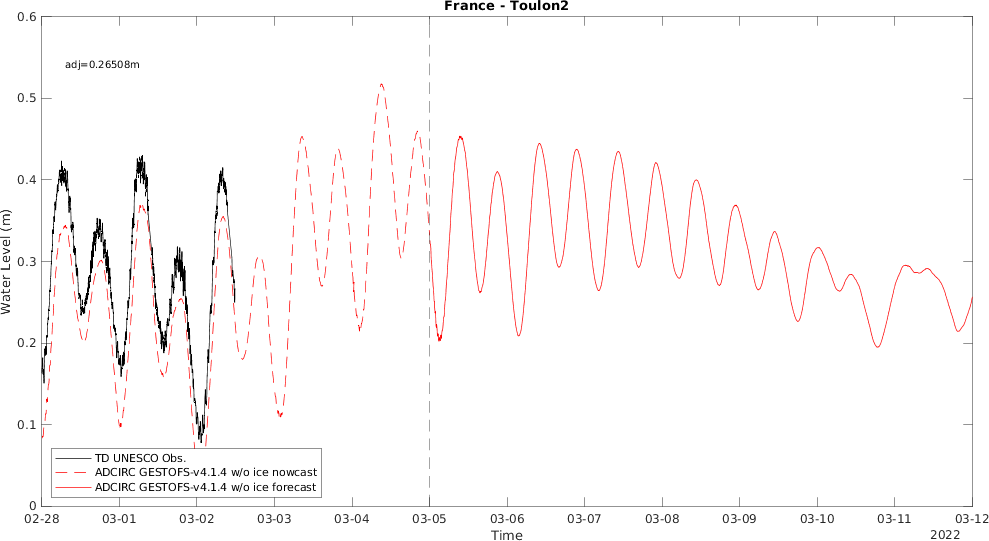 France - Toulon2
adj=0.26508m
0.6
0.5
0.4
0.3
0.2
0.1
0
Water Level (m)
TD UNESCO Obs.
ADCIRC GESTOFS-v4.1.4 w/o ice nowcast
ADCIRC GESTOFS-v4.1.4 w/o ice forecast
02-28 03-01 03-02 03-03 03-04 03-05 03-06 03-07 03-08 03-09 03-10 03-11 03-12
Time
2022